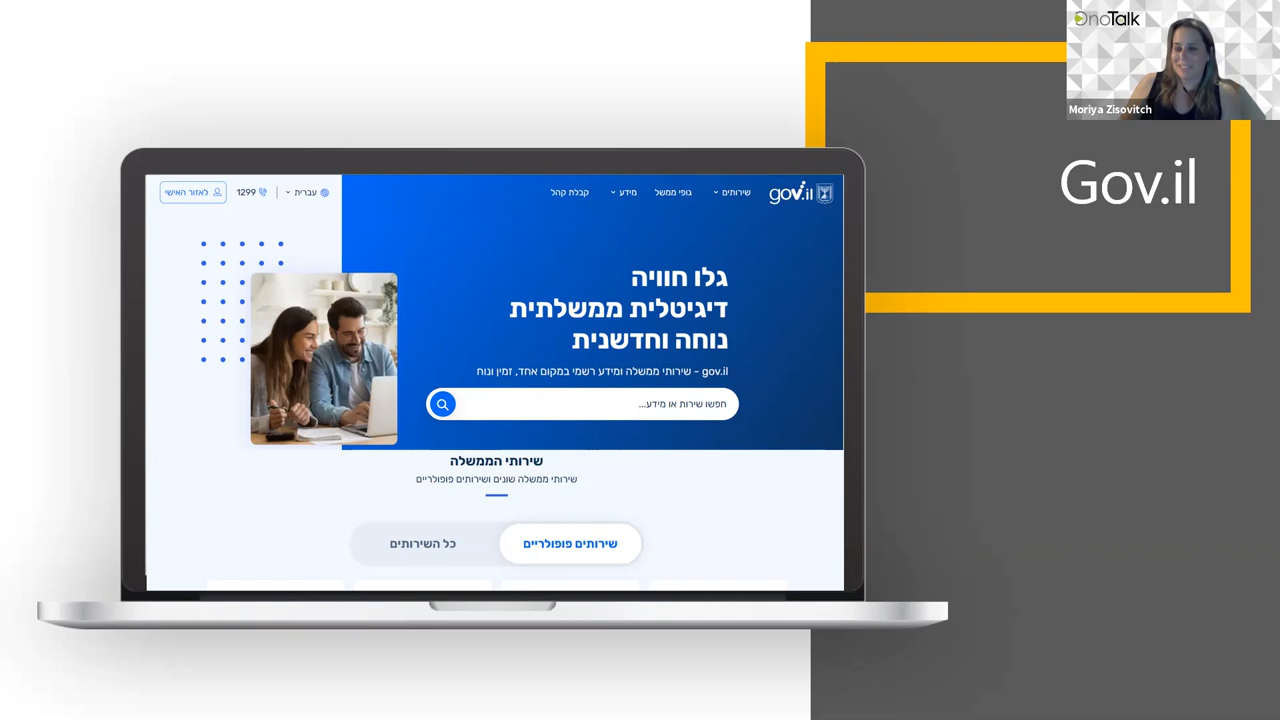 OnoTalk
Moriya Zisovitch
Gov.il
gov.il
שירותים
גופי ממשל
מידע
קבלת קהל
עברית
1299
לאזור האישי
גלו חוויה
דיגיטלית ממשלתית
נוחה וחדשנית
gov.il - שירותי ממשלה ומידע רשמי במקום אחד, זמין ונוח
חפשו שירות או מידע...
שירותי הממשלה
שירותי ממשלה שונים ושירותים פופולריים
שירותים פופולריים
כל השירותים